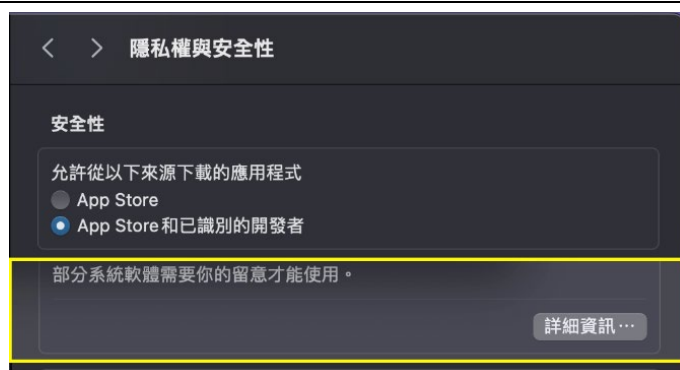 隱私權與安全性
安全性
允許從以下來源下載的應用程式
App Store
App Store和已識別的開發者
部分系統軟體需要你的留意才能使用。
詳細資訊…